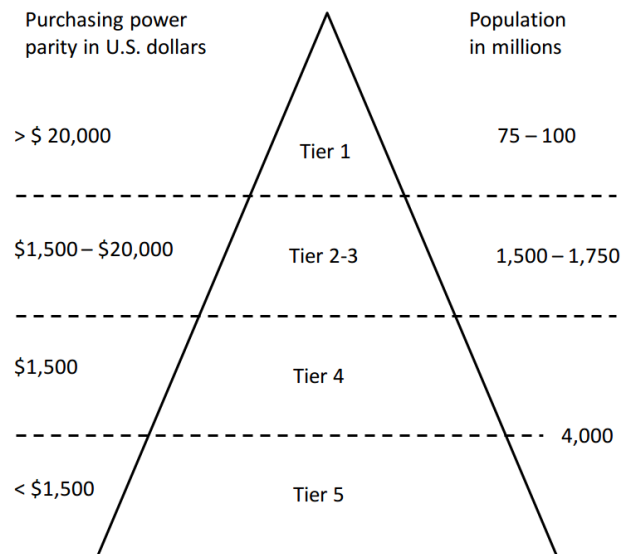 Purchasing power
parity in U.S. dollars
Population
in millions
> $ 20,000
Tier 1
75 – 100
$1,500 – $20,000
Tier 2-3
1,500 – 1,750
$1,500
Tier 4
4,000
< $1,500
Tier 5